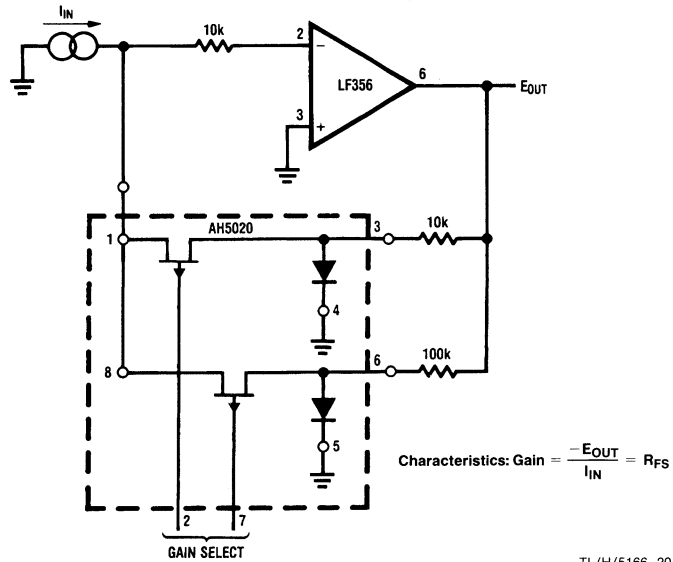 IIN
10k
2
−
LF356
6
EOUT
3
+
AH5020
1
3
10k
4
8
6
100k
5
Characteristics: Gain = −EOUT / IIN = RFS
2
7
GAIN SELECT